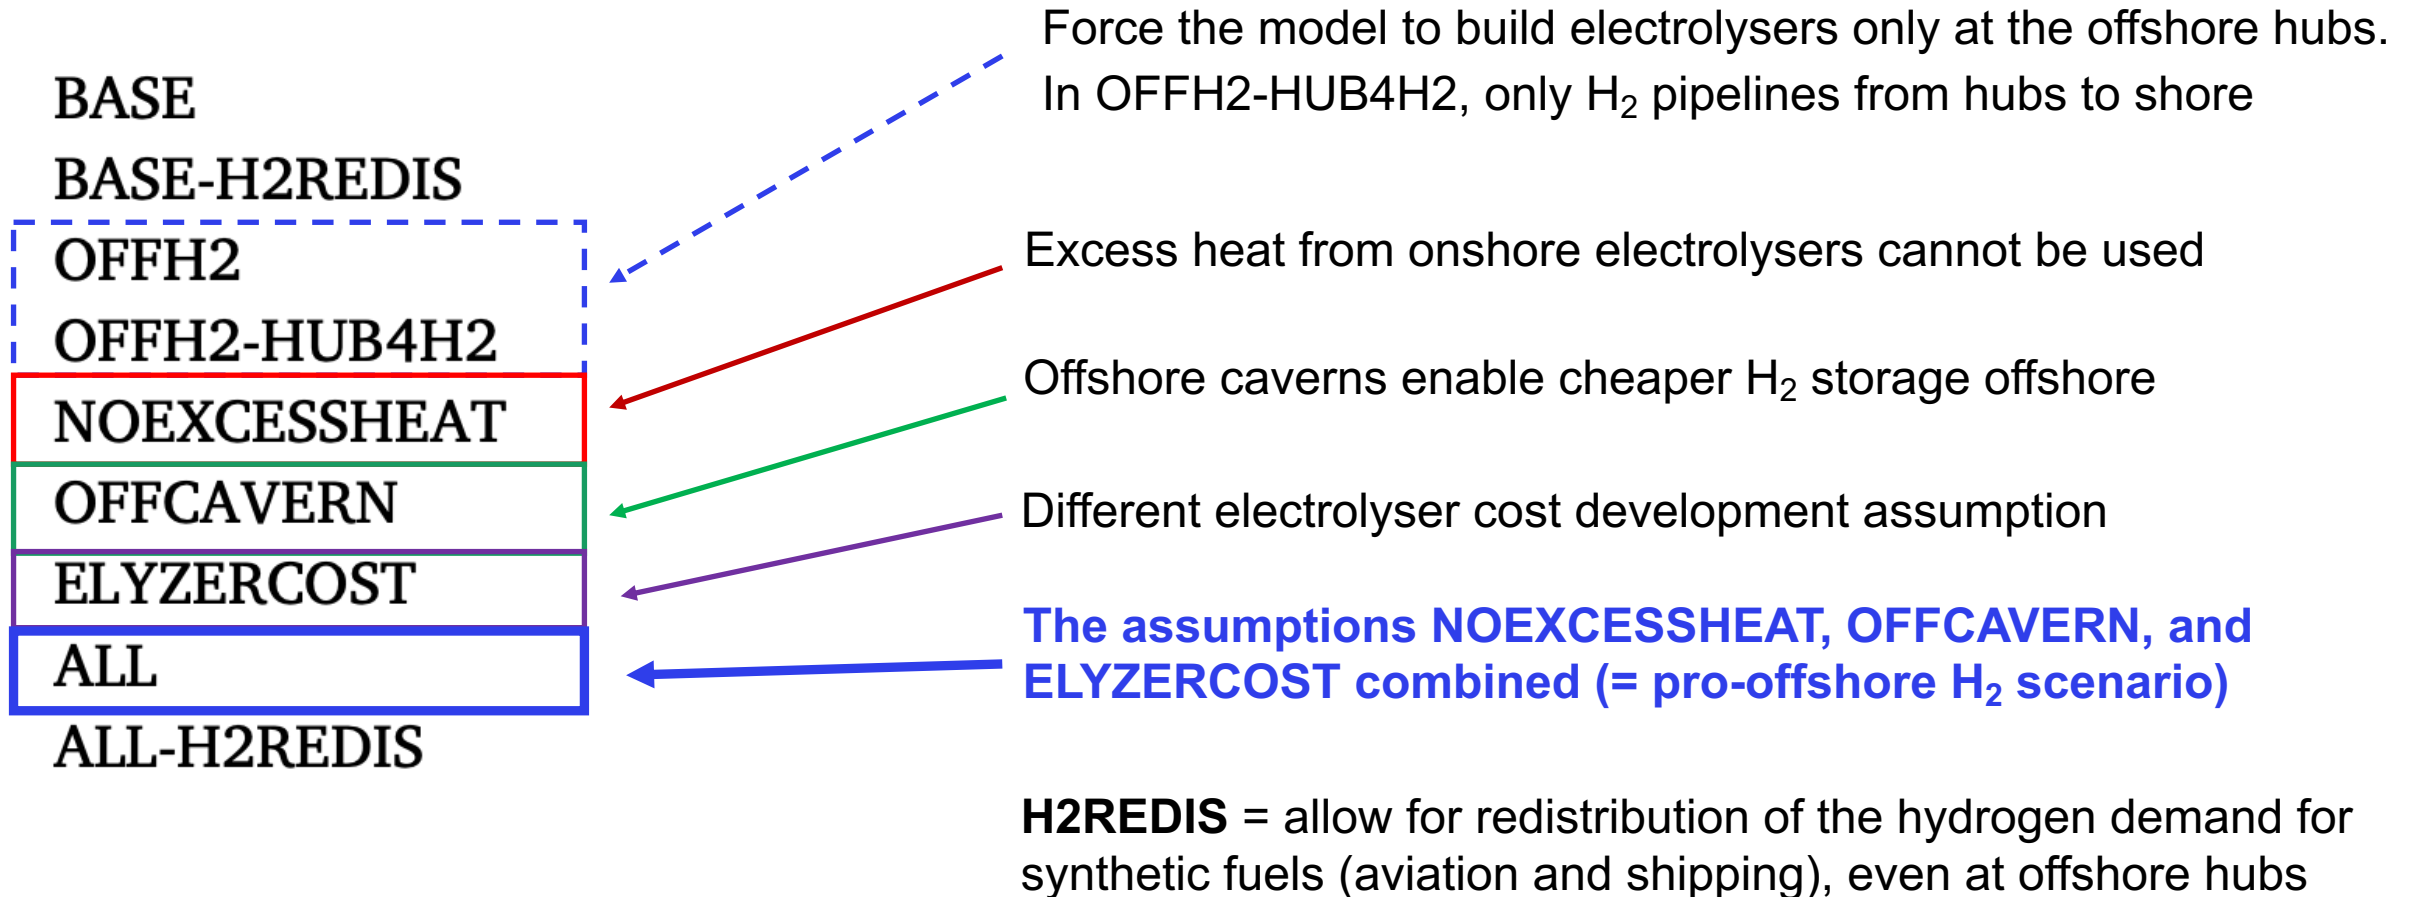 BASE
BASE-H2REDIS
OFFH2
OFFH2-HUB4H2
NOEXCESSHEAT
OFFCAVERN
ELYZERCOST
ALL
ALL-H2REDIS
Force the model to build electrolysers only at the offshore hubs.
In OFFH2-HUB4H2, only H₂ pipelines from hubs to shore
Excess heat from onshore electrolysers cannot be used
Offshore caverns enable cheaper H₂ storage offshore
Different electrolyser cost development assumption
The assumptions NOEXCESSHEAT, OFFCAVERN, and
ELYZERCOST combined (= pro-offshore H₂ scenario)
H2REDIS = allow for redistribution of the hydrogen demand for
synthetic fuels (aviation and shipping), even at offshore hubs